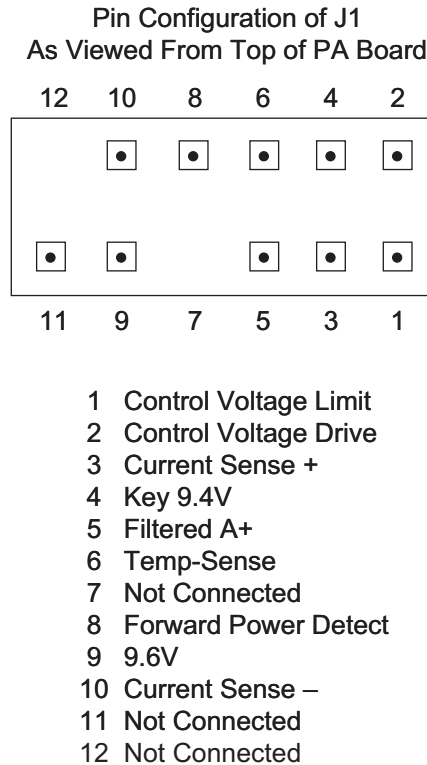 Pin Configuration of J1
As Viewed From Top of PA Board
12 10 8 6 4 2
11 9 7 5 3 1
1 Control Voltage Limit
2 Control Voltage Drive
3 Current Sense +
4 Key 9.4V
5 Filtered A+
6 Temp-Sense
7 Not Connected
8 Forward Power Detect
9 9.6V
10 Current Sense –
11 Not Connected
12 Not Connected